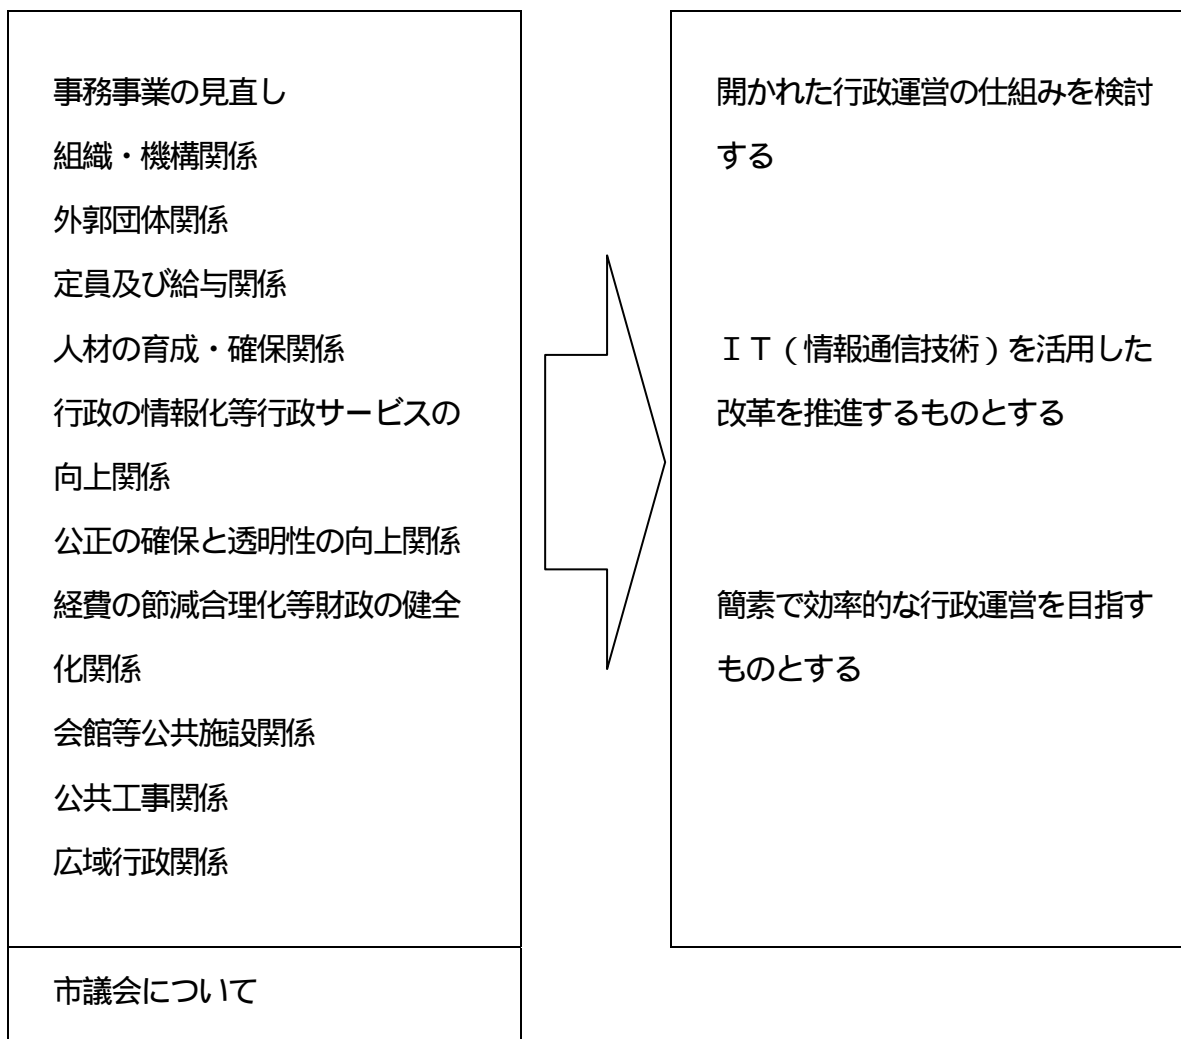 事務事業の見直し
組織・機構関係
外郭団体関係
定員及び給与関係
人材の育成・確保関係
行政の情報化等行政サービスの
向上関係
公正の確保と透明性の向上関係
経費の節減合理化等財政の健全
化関係
会館等公共施設関係
公共工事関係
広域行政関係
市議会について
開かれた行政運営の仕組みを検討
する
ＩＴ（情報通信技術）を活用した
改革を推進するものとする
簡素で効率的な行政運営を目指す
ものとする